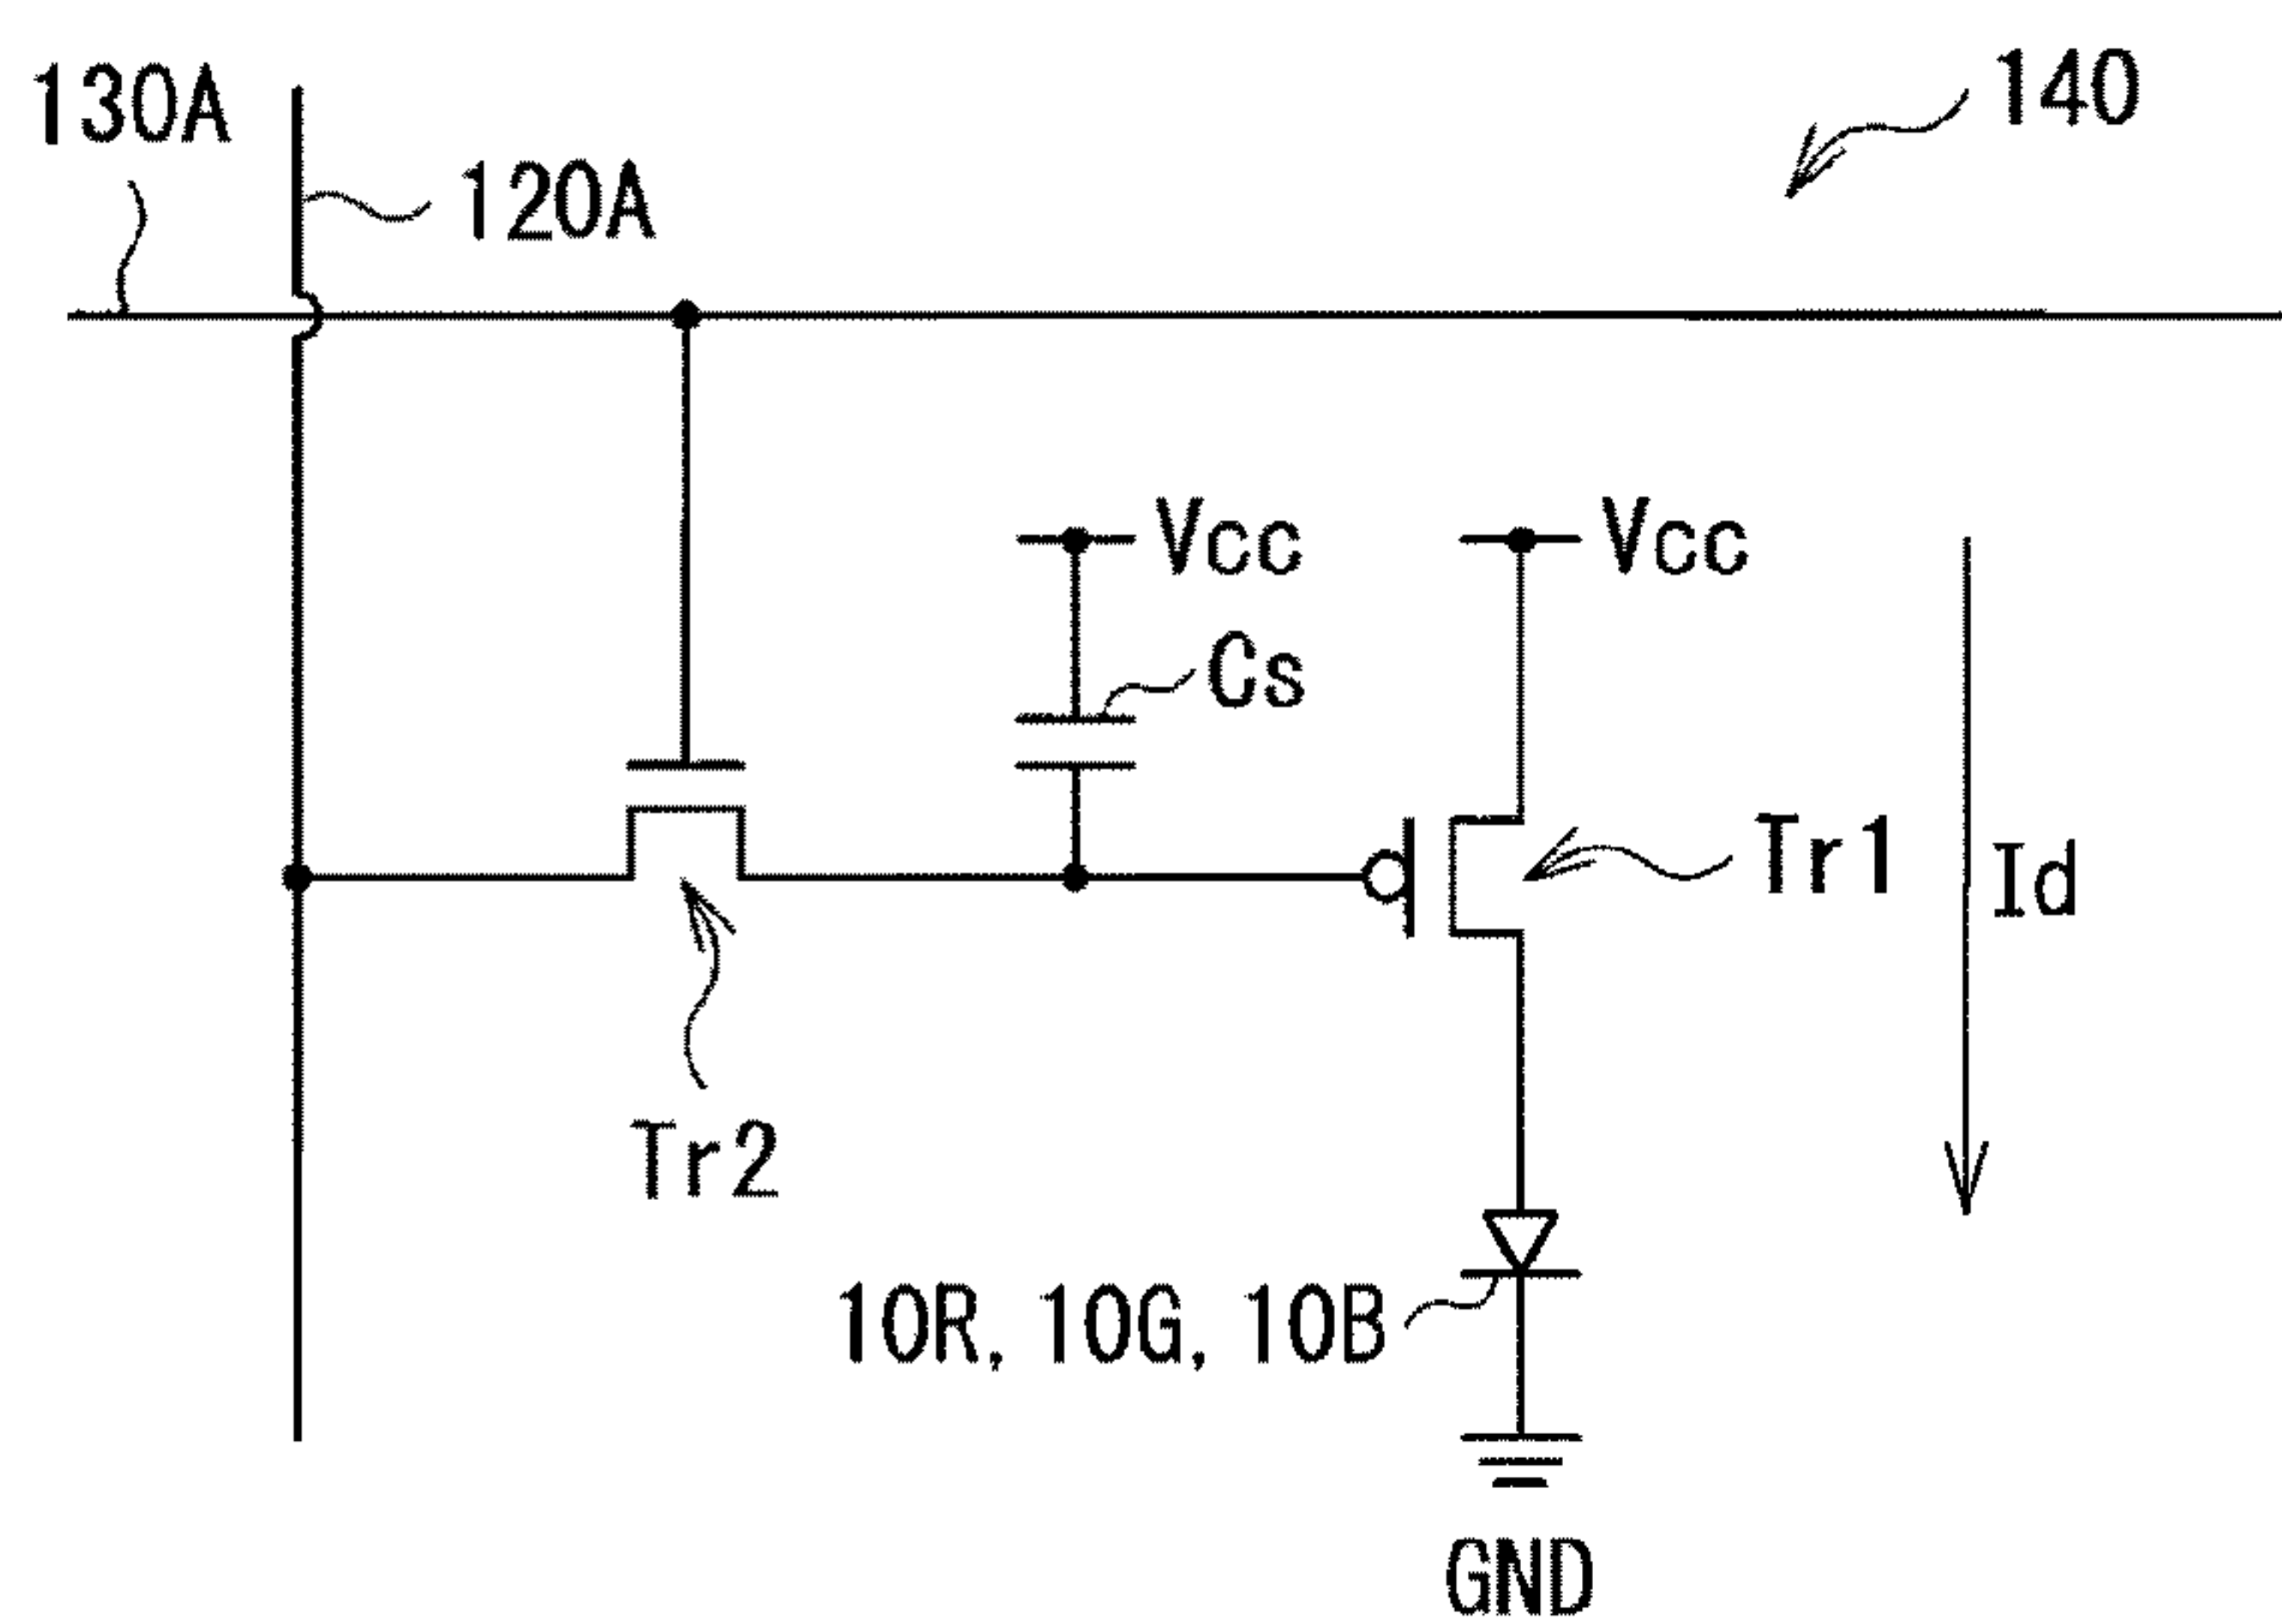 130A
140
120A
Vcc
Vcc
Cs
Tr1
Id
Tr2
10R, 10G, 10B
GND